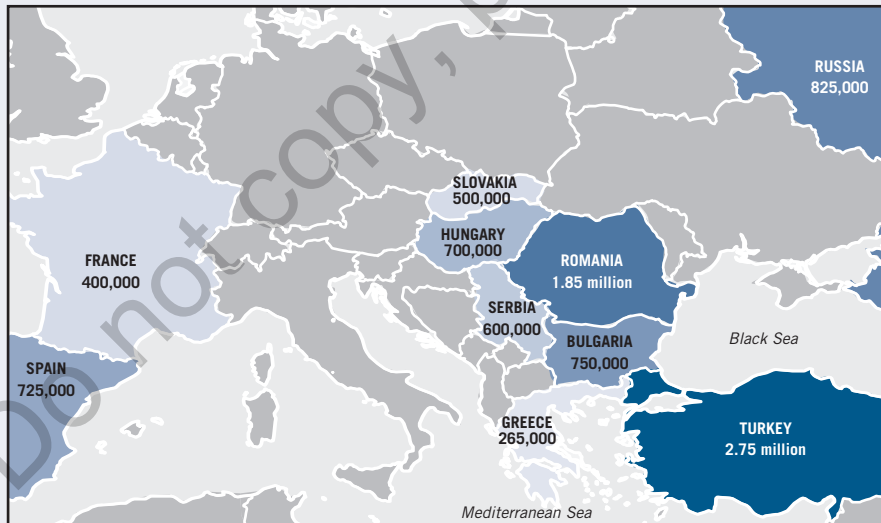 Do not copy, p
RUSSIA
825,000
SLOVAKIA
500,000
HUNGARY
700,000
FRANCE
400,000
ROMANIA
1.85 million
SERBIA
600,000
BULGARIA
750,000
Black Sea
SPAIN
725,000
GREECE
265,000
TURKEY
2.75 million
Mediterranean Sea